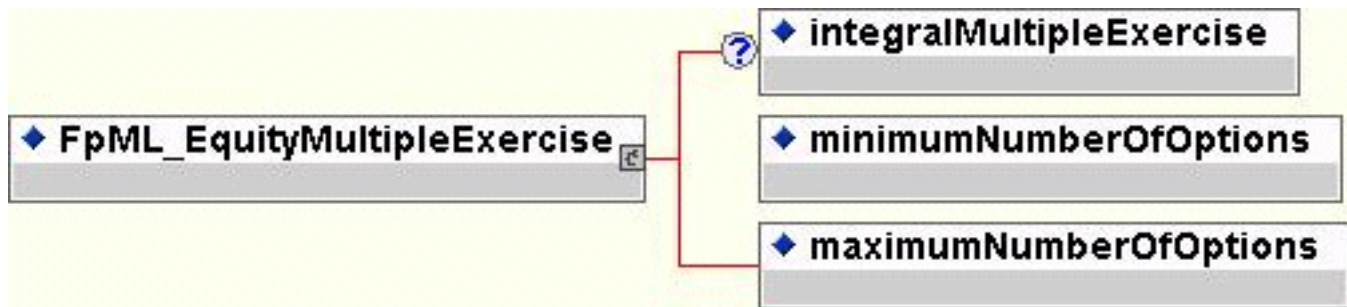 integralMultipleExercise
FpML_EquityMultipleExercise
minimumNumberOfOptions
maximumNumberOfOptions